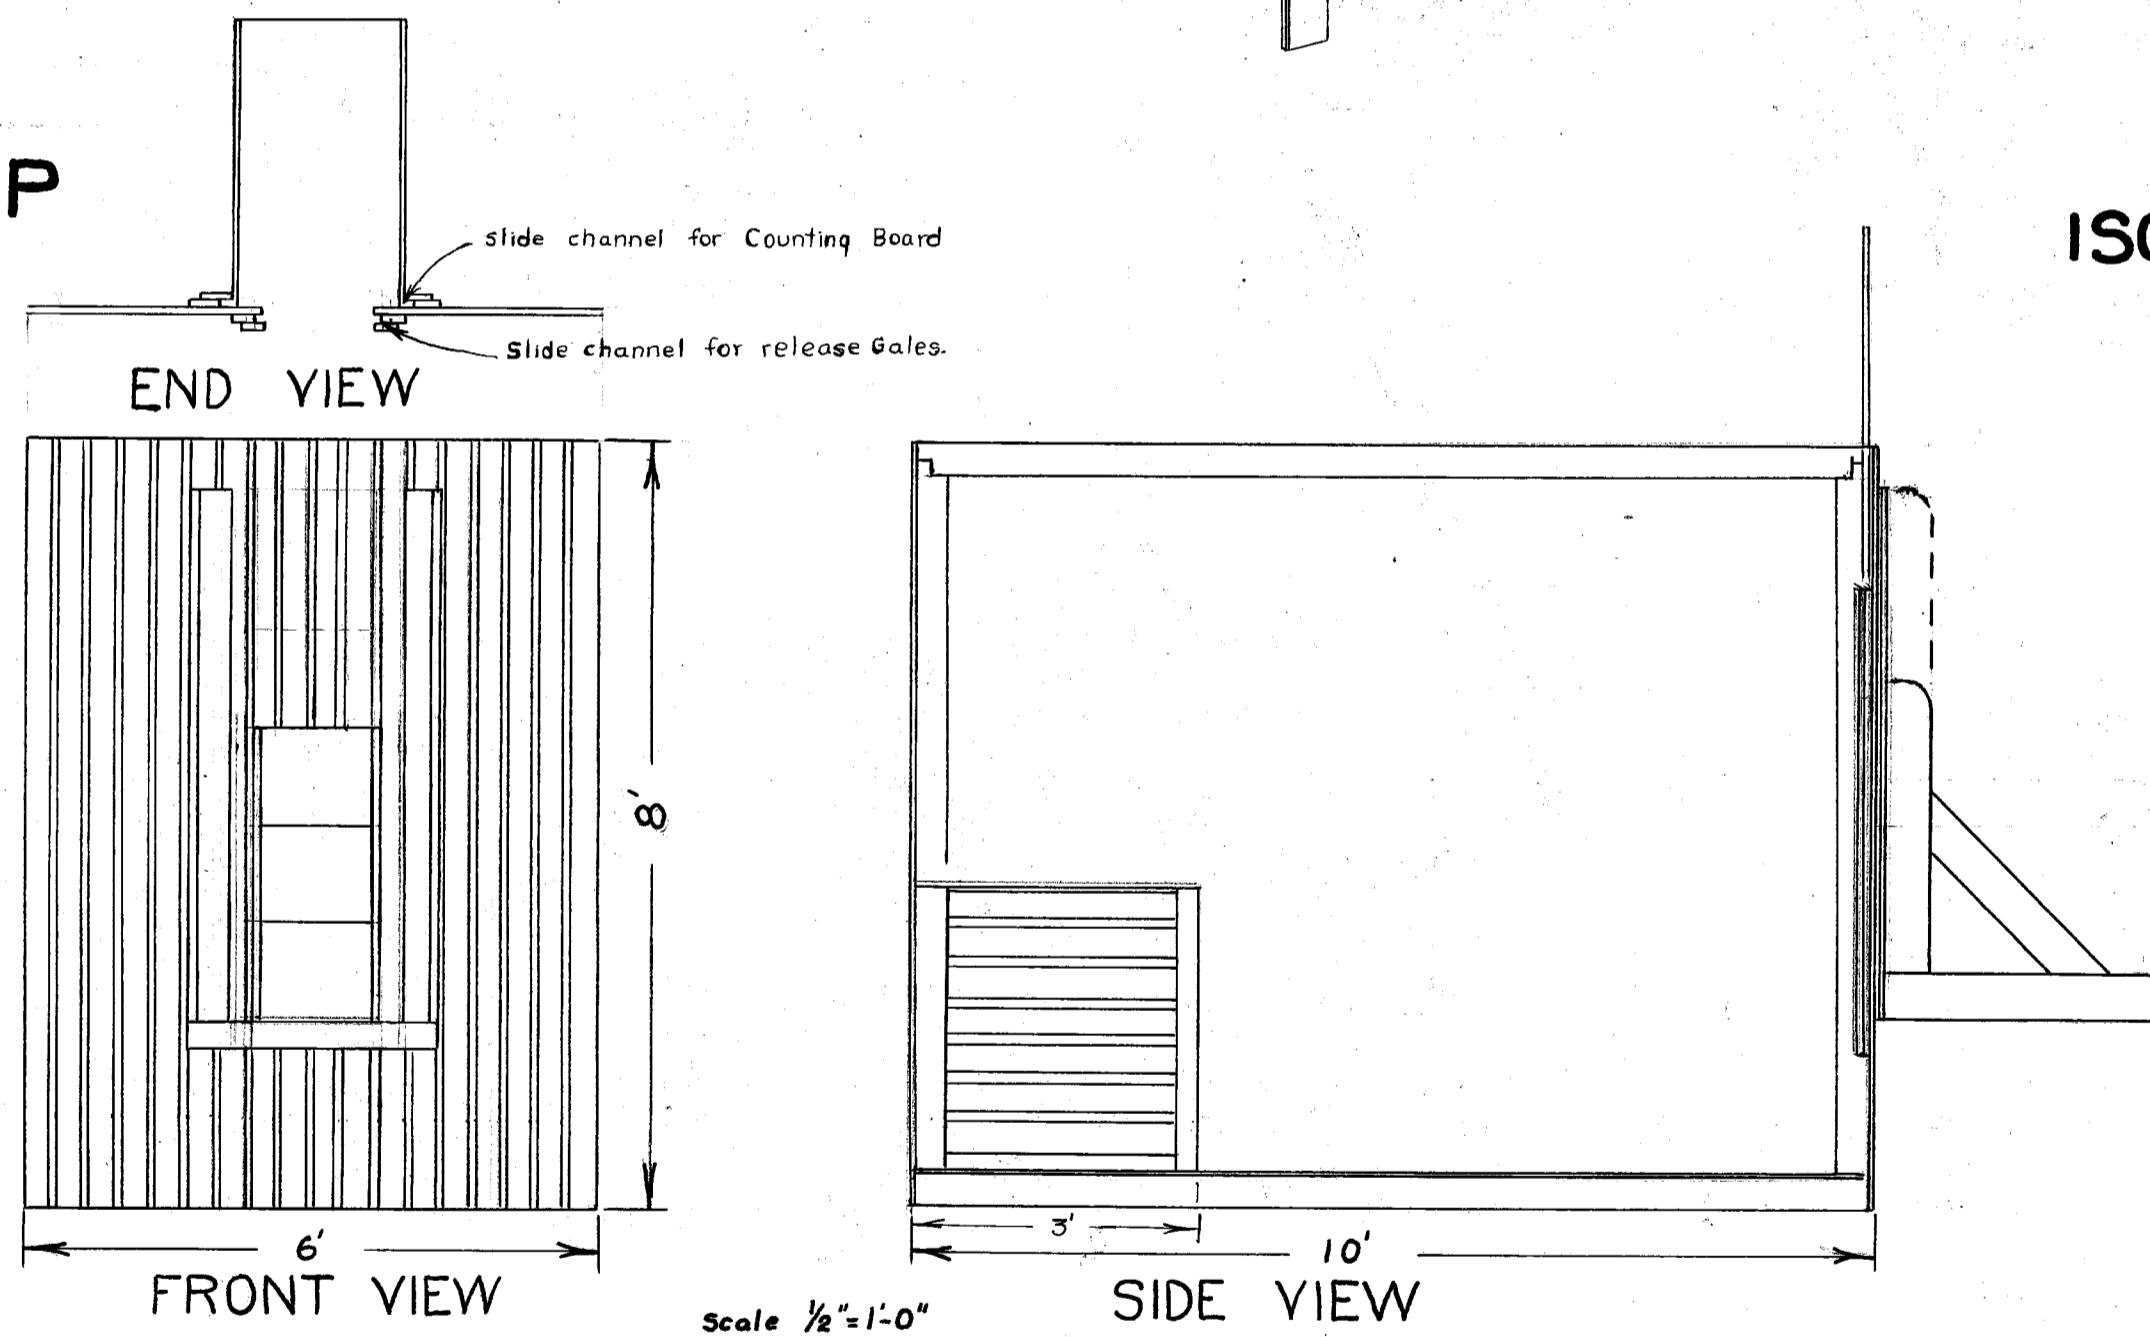 P
slide channel for Counting Board
ISO
Slide channel for release Gales.
END VIEW
8'
3'
6'
10'
FRONT VIEW
SIDE VIEW
Scale ½"=1'-0"